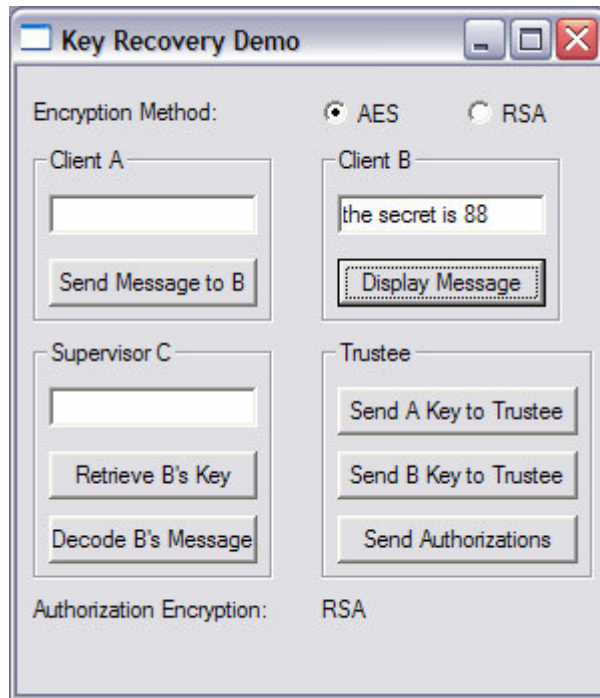 Key Recovery Demo
Encryption Method: AES RSA
Client A
Send Message to B
Client B
the secret is 88
Display Message
Supervisor C
Retrieve B's Key
Decode B's Message
Trustee
Send A Key to Trustee
Send B Key to Trustee
Send Authorizations
Authorization Encryption: RSA